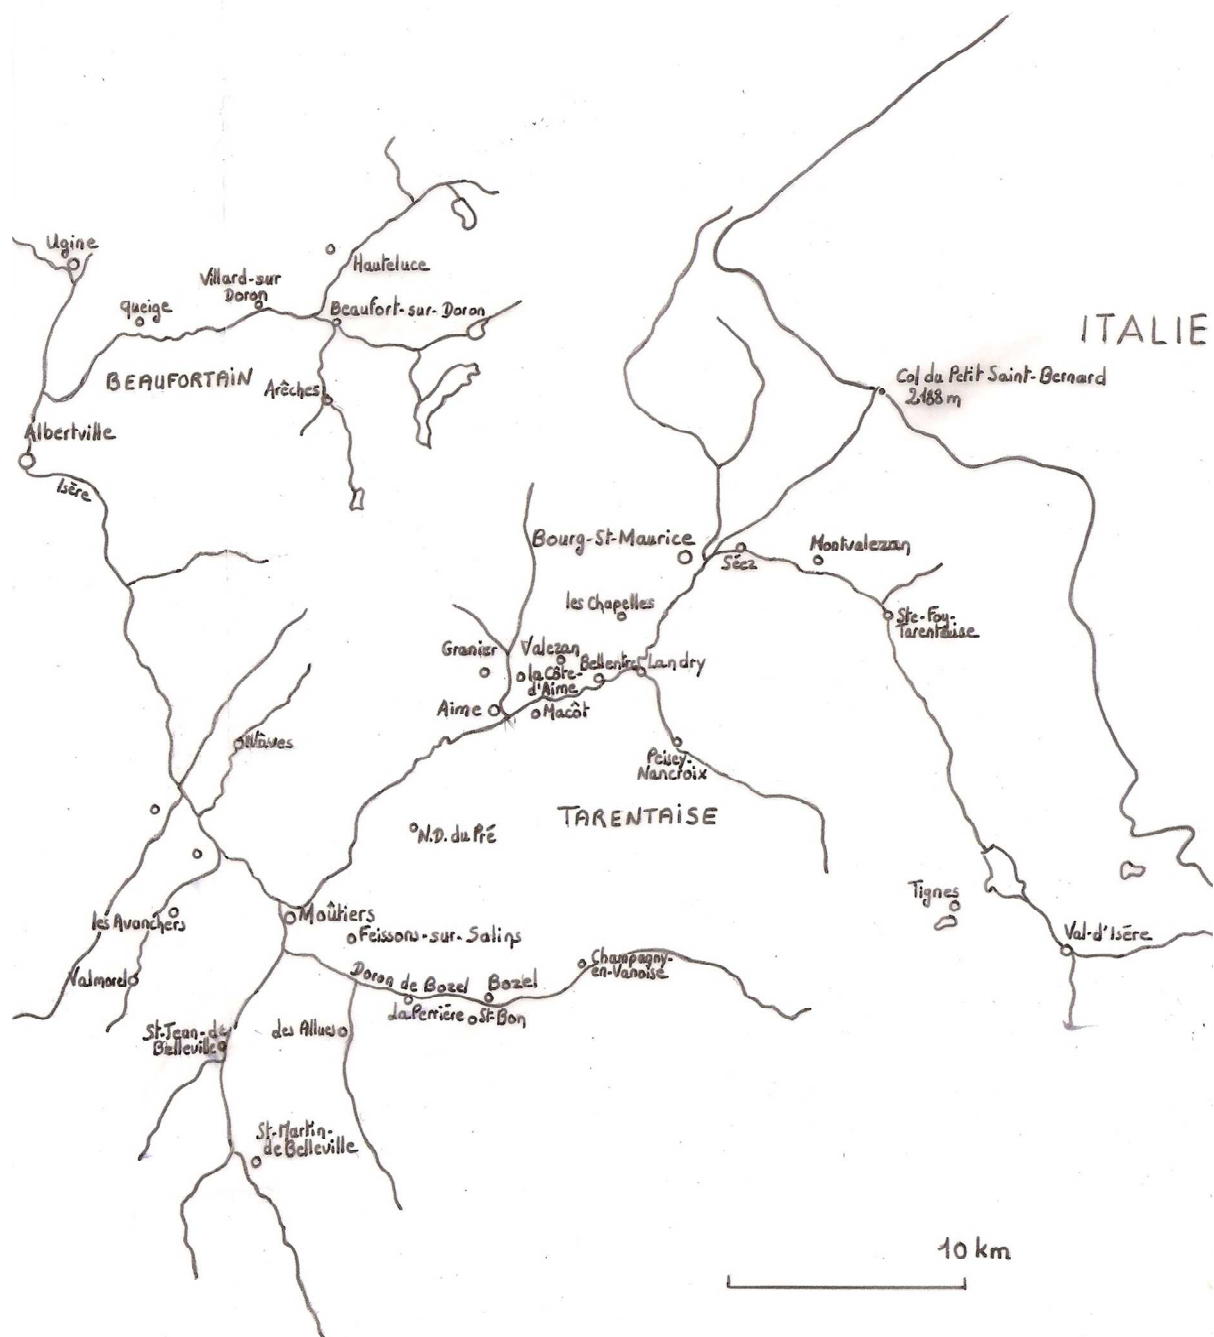 Ugine
Villard-sur
Doron
Hauteluce
queige
Beaufort-sur-Doron
ITALIE
BEAUFORTAIN
Arêches
Col du Petit Saint-Bernard
2188 m
Albertville
Isère
Bourg-St-Maurice
Séez
Montvalezan
les Chapelles
Ste-Foy-
Tarentaise
Granier
Valezan
la Côte-
d'Aime
Bellentre
Landry
Aime
Macôt
Nâves
Peisey-
Nancroix
TARENTAISE
N.D. du Pré
Tignes
les Avanchers
Moûtiers
Feissons-sur-Salins
Val-d'Isère
Valmorel
Champagny-
en-Vanoise
Doron de Bozel
Bozel
La Perrière
St-Bon
St-Jean-de
Belleville
des Allues
St-Martin-
de Belleville
10 km